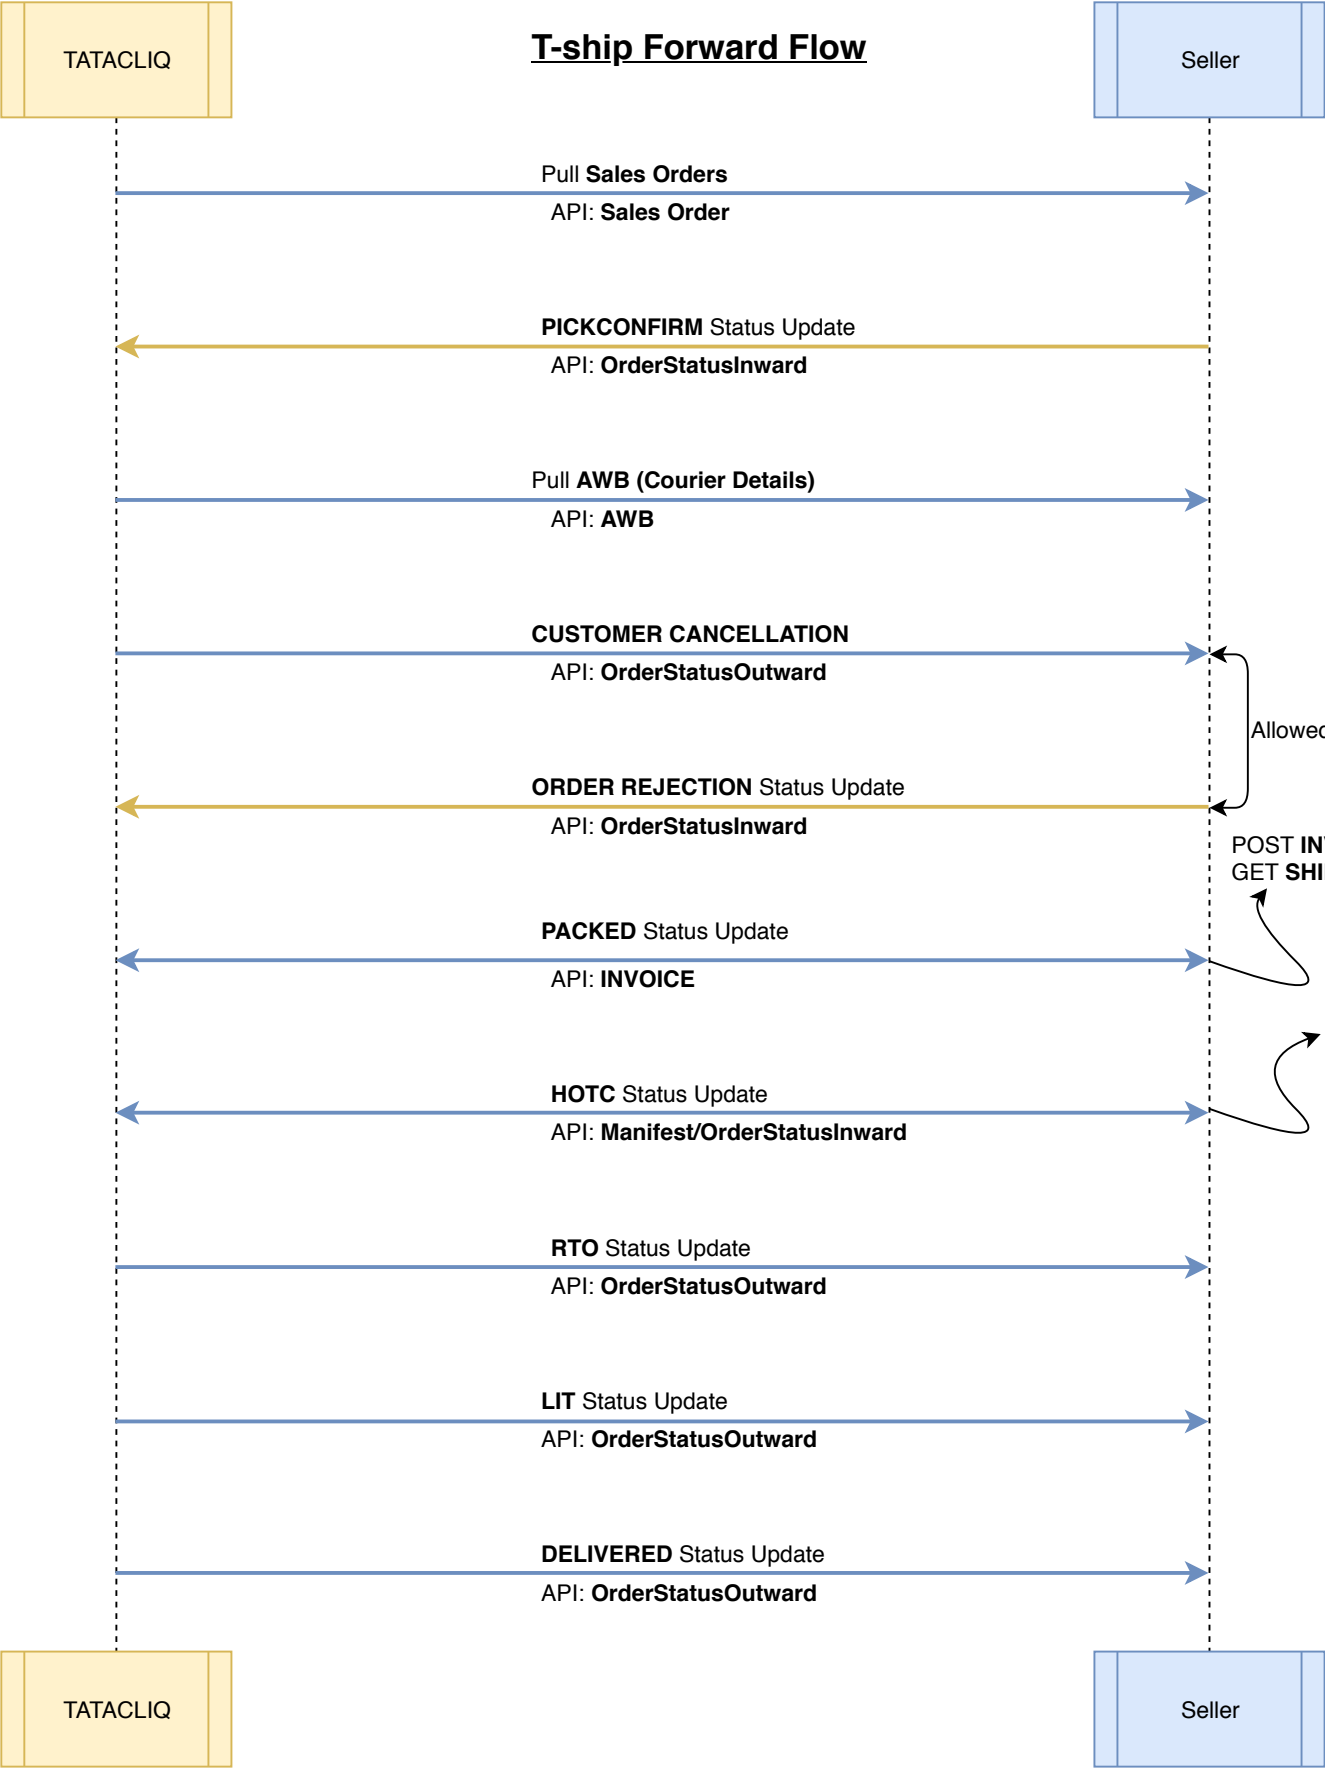 TATACLIQ
T-ship Forward Flow
Seller
Pull Sales Orders
API: Sales Order
PICKCONFIRM Status Update
API: OrderStatusInward
Pull AWB (Courier Details)
API: AWB
CUSTOMER CANCELLATION
API: OrderStatusOutward
Allowed
ORDER REJECTION Status Update
API: OrderStatusInward
POST
GET
PACKED Status Update
API: INVOICE
HOTC Status Update
API: Manifest/OrderStatusInward
RTO Status Update
API: OrderStatusOutward
LIT Status Update
API: OrderStatusOutward
DELIVERED Status Update
API: OrderStatusOutward
TATACLIQ
Seller